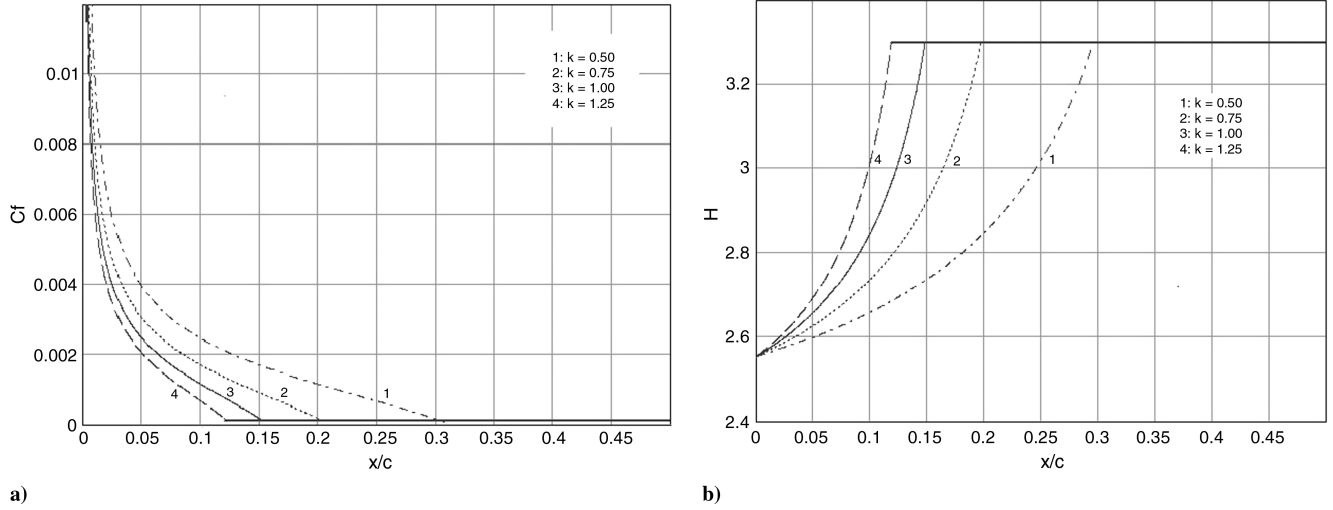 1: k = 0.50
2: k = 0.75
3: k = 1.00
4: k = 1.25
0.01
0.008
0.006
0.004
0.002
0
Cf
4
3
2
1
0
0.05
0.1
0.15
0.2
0.25
0.3
0.35
0.4
0.45
x/c
a)
3.2
3
2.8
2.6
2.4
H
1: k = 0.50
2: k = 0.75
3: k = 1.00
4: k = 1.25
4
3
2
1
0
0.05
0.1
0.15
0.2
0.25
0.3
0.35
0.4
0.45
x/c
b)